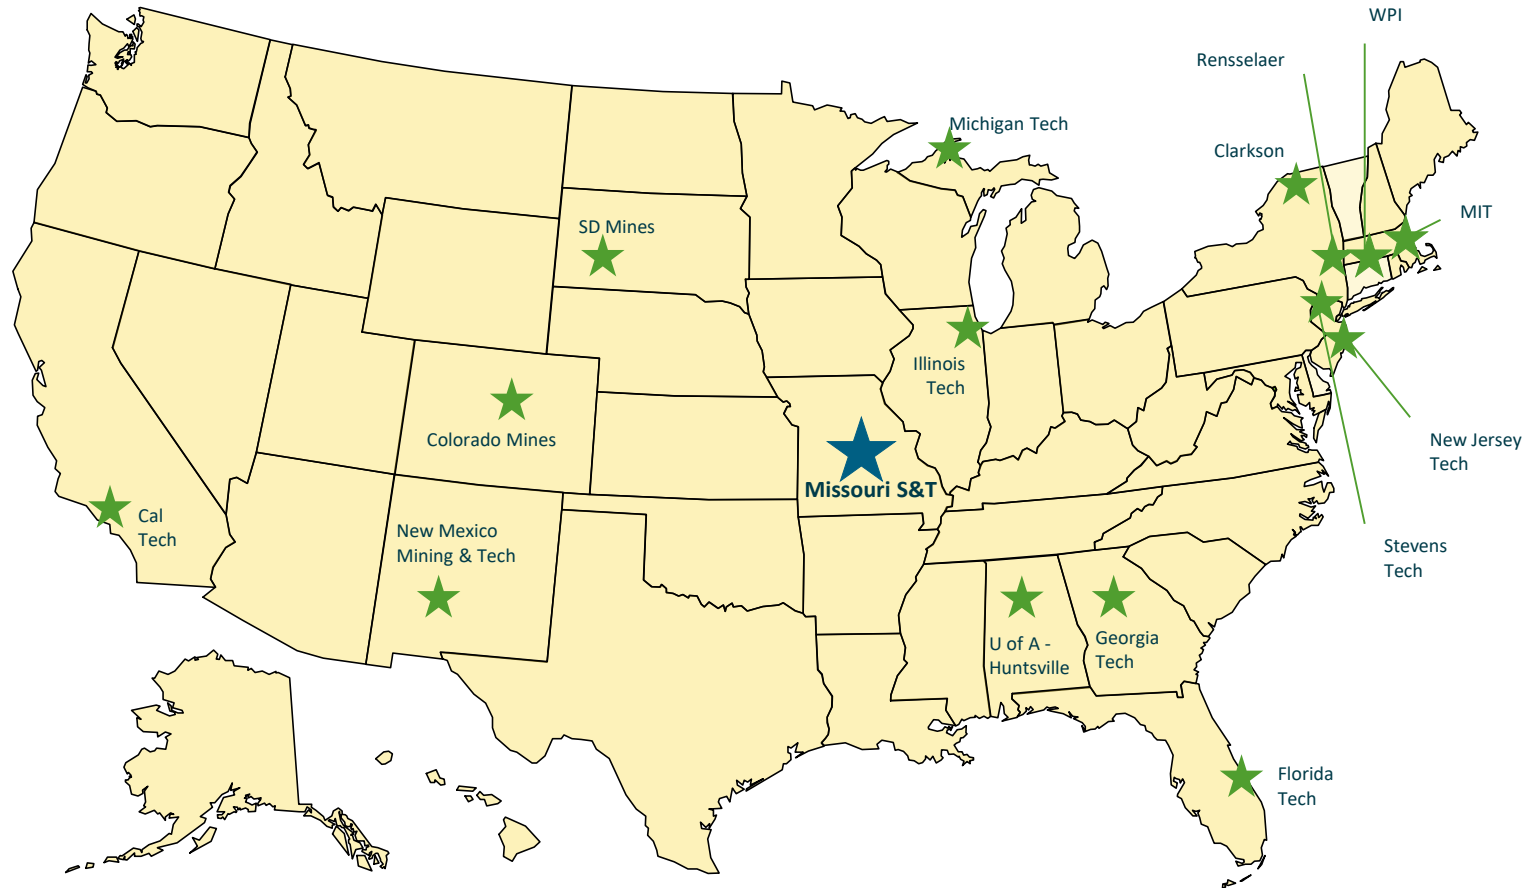 WPI
Rensselaer
Michigan Tech
Clarkson
MIT
SD Mines
Illinois
Tech
Colorado Mines
New Jersey
Tech
Missouri S&T
Cal
Tech
New Mexico
Mining & Tech
Stevens
Tech
U of A -
Huntsville
Georgia
Tech
Florida
Tech